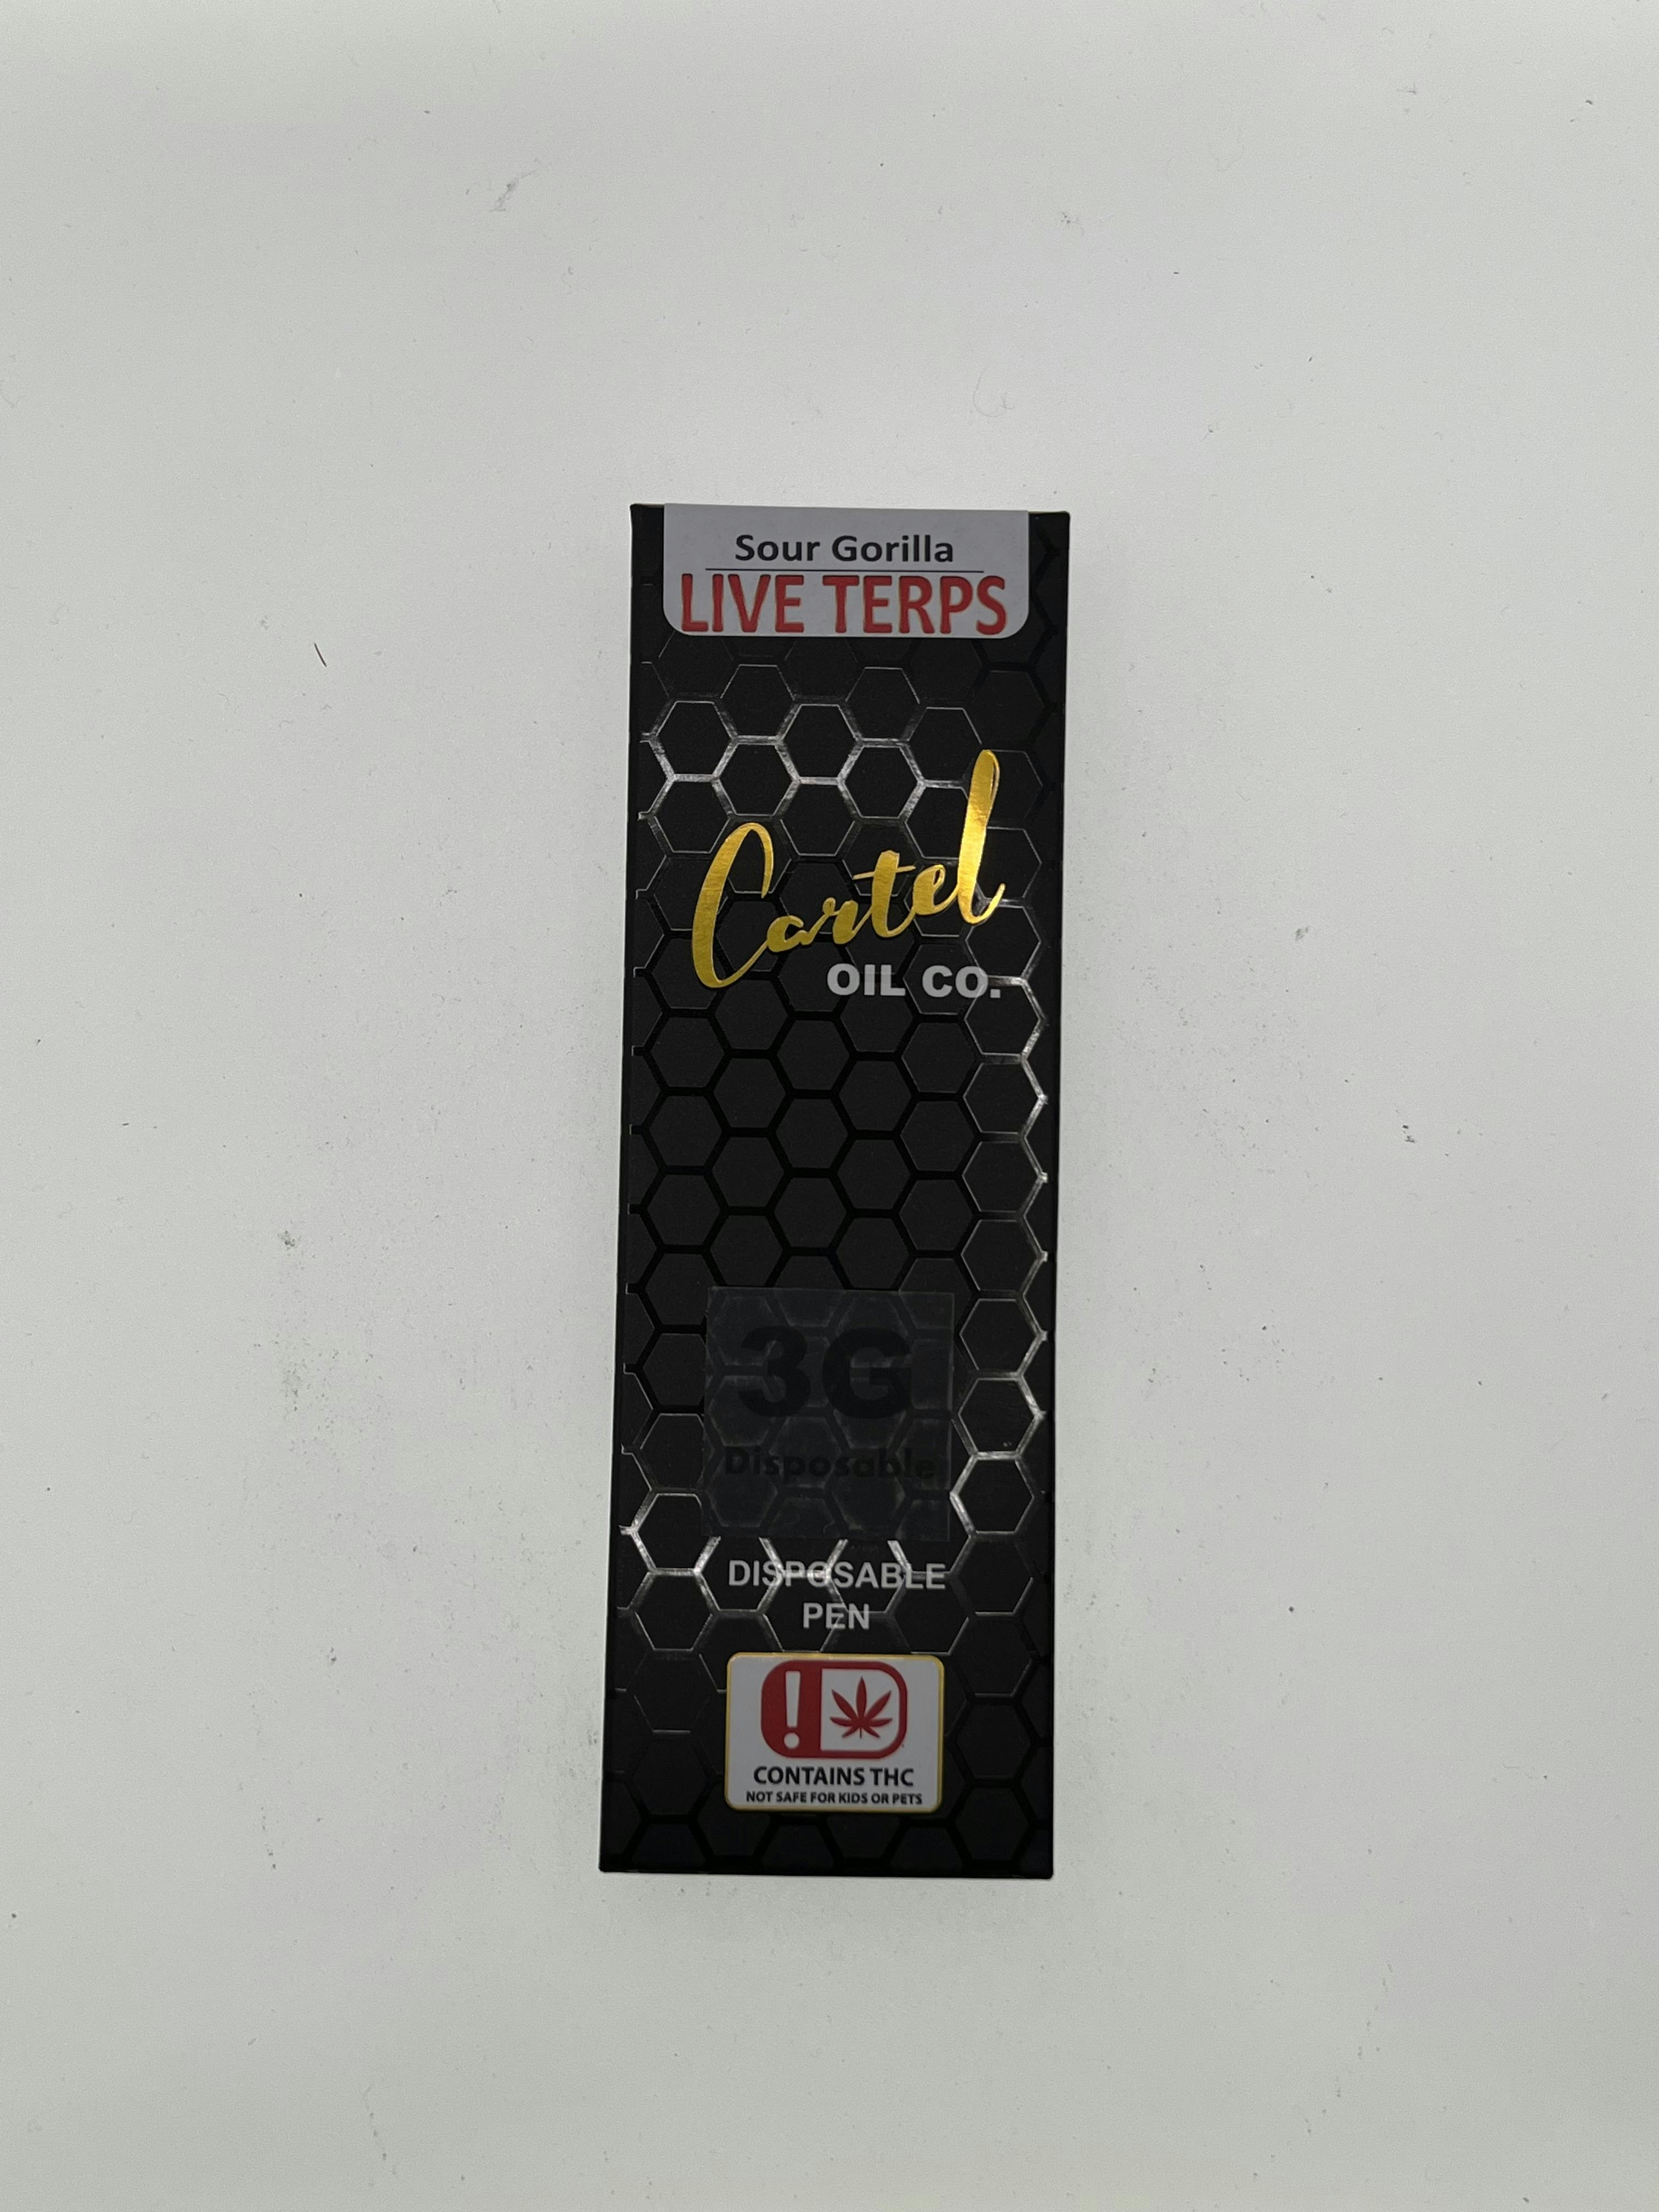 Sour Gorilla
LIVE TERPS
Cartel
OIL CO.
3G
Disposable
DISPOSABLE
PEN
!
CONTAINS THC
NOT SAFE FOR KIDS OR PETS